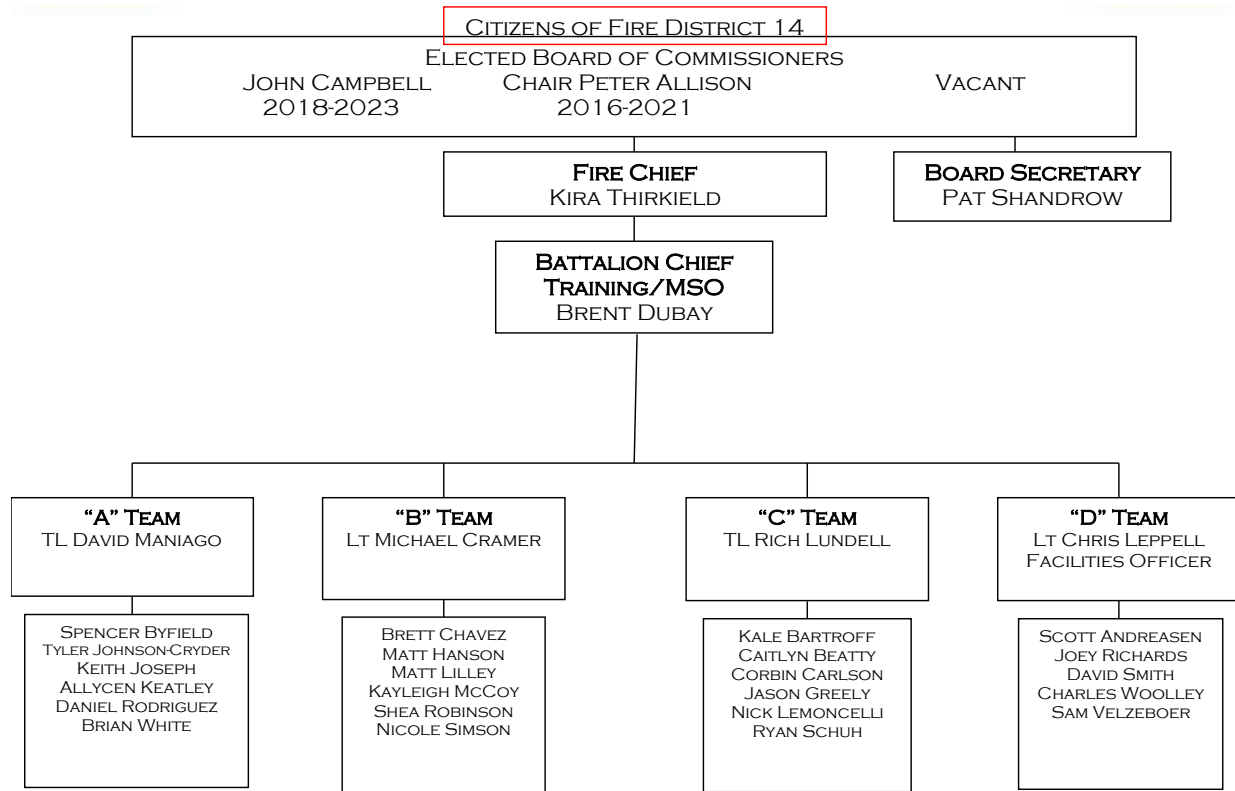 CITIZENS OF FIRE DISTRICT 14
ELECTED BOARD OF COMMISSIONERS
JOHN CAMPBELL CHAIR PETER ALLISON VACANT
2018-2023 2016-2021
FIRE CHIEF
KIRA THIRKIELD
BOARD SECRETARY
PAT SHANDROW
BATTALION CHIEF
TRAINING/MSO
BRENT DUBAY
“A” TEAM
TL DAVID MANIAGO
“B” TEAM
LT MICHAEL CRAMER
“C” TEAM
TL RICH LUNDELL
“D” TEAM
LT CHRIS LEPPELL
FACILITIES OFFICER
SPENCER BYFIELD
TYLER JOHNSON-CRYDER
KEITH JOSEPH
ALLYCEN KEATLEY
DANIEL RODRIGUEZ
BRIAN WHITE
BRETT CHAVEZ
MATT HANSON
MATT LILLEY
KAYLEIGH MCCOY
SHEA ROBINSON
NICOLE SIMSON
KALE BARTROFF
CAITLYN BEATTY
CORBIN CARLSON
JASON GREELY
NICK LEMONCELLI
RYAN SCHUH
SCOTT ANDREASEN
JOEY RICHARDS
DAVID SMITH
CHARLES WOOLLEY
SAM VELZEBOER